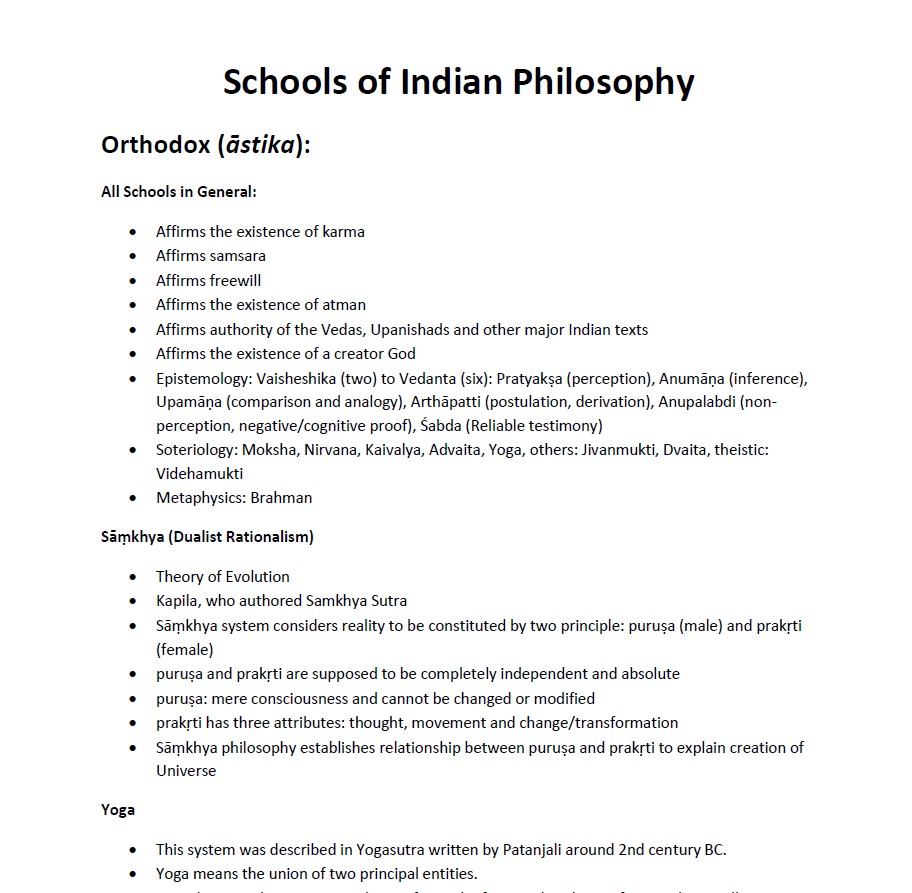 Schools of Indian Philosophy
Orthodox (āstika):
All Schools in General:
• Affirms the existence of karma
• Affirms samsara
• Affirms freewill
• Affirms the existence of atman
• Affirms authority of the Vedas, Upanishads and other major Indian texts
• Affirms the existence of a creator God
• Epistemology: Vaisheshika (two) to Vedanta (six): Pratyakṣa (perception), Anumāṇa (inference),
Upamāṇa (comparison and analogy), Arthāpatti (postulation, derivation), Anupalabdi (non-
perception, negative/cognitive proof), Śabda (Reliable testimony)
• Soteriology: Moksha, Nirvana, Kaivalya, Advaita, Yoga, others: Jivanmukti, Dvaita, theistic:
Videhamukti
• Metaphysics: Brahman
Sāṃkhya (Dualist Rationalism)
• Theory of Evolution
• Kapila, who authored Samkhya Sutra
• Sāṃkhya system considers reality to be constituted by two principle: puruṣa (male) and prakṛti
(female)
• puruṣa and prakṛti are supposed to be completely independent and absolute
• puruṣa: mere consciousness and cannot be changed or modified
• prakṛti has three attributes: thought, movement and change/transformation
• Sāṃkhya philosophy establishes relationship between puruṣa and prakṛti to explain creation of
Universe
Yoga
• This system was described in Yogasutra written by Patanjali around 2nd century BC.
• Yoga means the union of two principal entities.